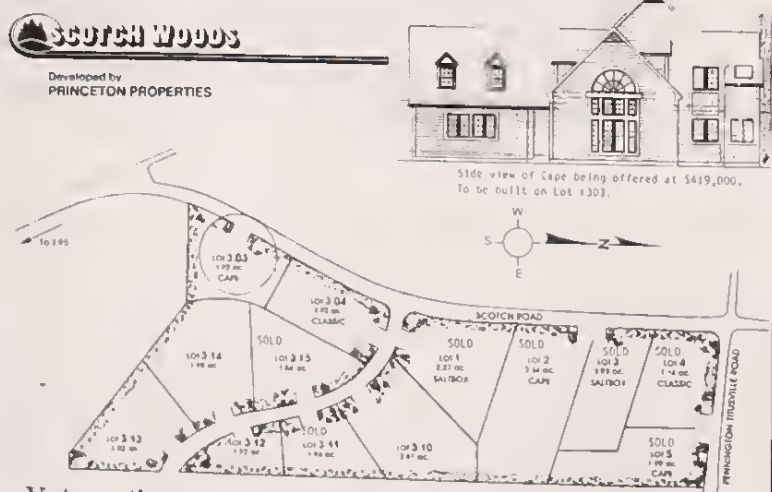 SCOTCH WOODS
Developed by
PRINCETON PROPERTIES
Side view of Cape being offered at $419,000.
To be built on Lot #303.
W
S
N
E
To I-95
LOT 3.03
CAPE
LOT 3.04
CLASSIC
SCOTCH ROAD
LOT 3.14
SOLD
LOT 3.15
SOLD
LOT 1
2.27 ac.
SALTBOX
SOLD
LOT 2
CAPE
SOLD
LOT 3
SALTBOX
SOLD
LOT 4
CLASSIC
SOLD
LOT 5
CAPE
LOT 3.13
LOT 3.12
SOLD
LOT 3.11
LOT 3.10
PENNINGTON TITUSVILLE ROAD